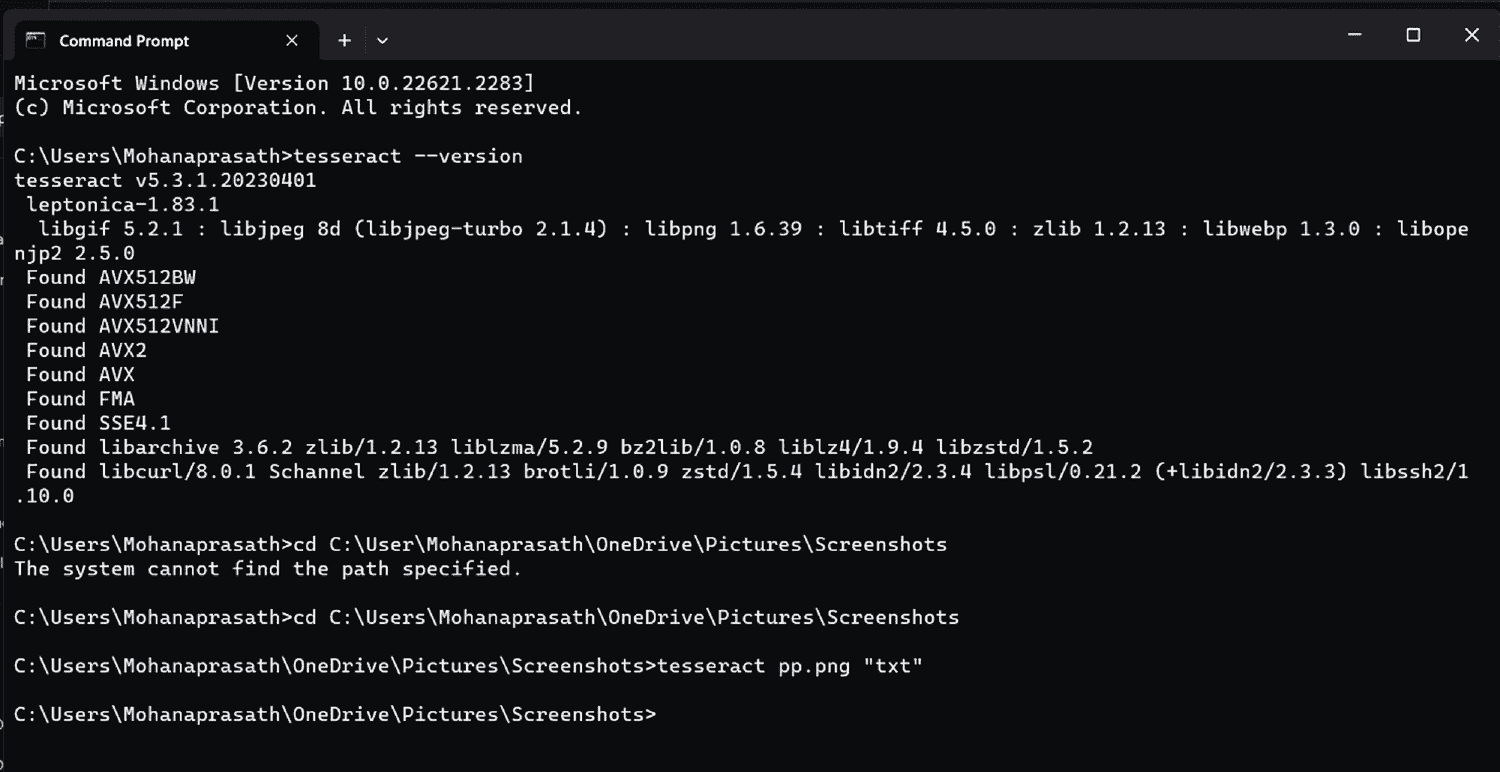 Command Prompt
Microsoft Windows [Version 10.0.22621.2283]
(c) Microsoft Corporation. All rights reserved.
C:\Users\Mohanaprasath>tesseract --version
tesseract v5.3.1.20230401
leptonica-1.83.1
libgif 5.2.1 : libjpeg 8d (libjpeg-turbo 2.1.4) : libpng 1.6.39 : libtiff 4.5.0 : zlib 1.2.13 : libwebp 1.3.0 : libope
njp2 2.5.0
Found AVX512BW
Found AVX512F
Found AVX512VNNI
Found AVX2
Found AVX
Found FMA
Found SSE4.1
Found libarchive 3.6.2 zlib/1.2.13 liblzma/5.2.9 bz2lib/1.0.8 liblz4/1.9.4 libzstd/1.5.2
Found libcurl/8.0.1 Schannel zlib/1.2.13 brotli/1.0.9 zstd/1.5.4 libidn2/2.3.4 libpsl/0.21.2 (+libidn2/2.3.3) libssh2/1
.10.0
C:\Users\Mohanaprasath>cd C:\User\Mohanaprasath\OneDrive\Pictures\Screenshots
The system cannot find the path specified.
C:\Users\Mohanaprasath>cd C:\Users\Mohanaprasath\OneDrive\Pictures\Screenshots
C:\Users\Mohanaprasath\OneDrive\Pictures\Screenshots>tesseract pp.png "txt"
C:\Users\Mohanaprasath\OneDrive\Pictures\Screenshots>